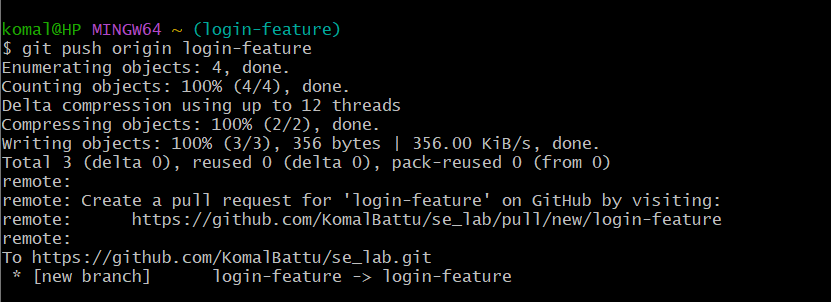 komal@HP MINGW64 ~ (login-feature)
$ git push origin login-feature
Enumerating objects: 4, done.
Counting objects: 100% (4/4), done.
Delta compression using up to 12 threads
Compressing objects: 100% (2/2), done.
Writing objects: 100% (3/3), 356 bytes | 356.00 KiB/s, done.
Total 3 (delta 0), reused 0 (delta 0), pack-reused 0 (from 0)
remote:
remote: Create a pull request for 'login-feature' on GitHub by visiting:
remote:      https://github.com/KomalBattu/se_lab/pull/new/login-feature
remote:
To https://github.com/KomalBattu/se_lab.git
 * [new branch]      login-feature -> login-feature